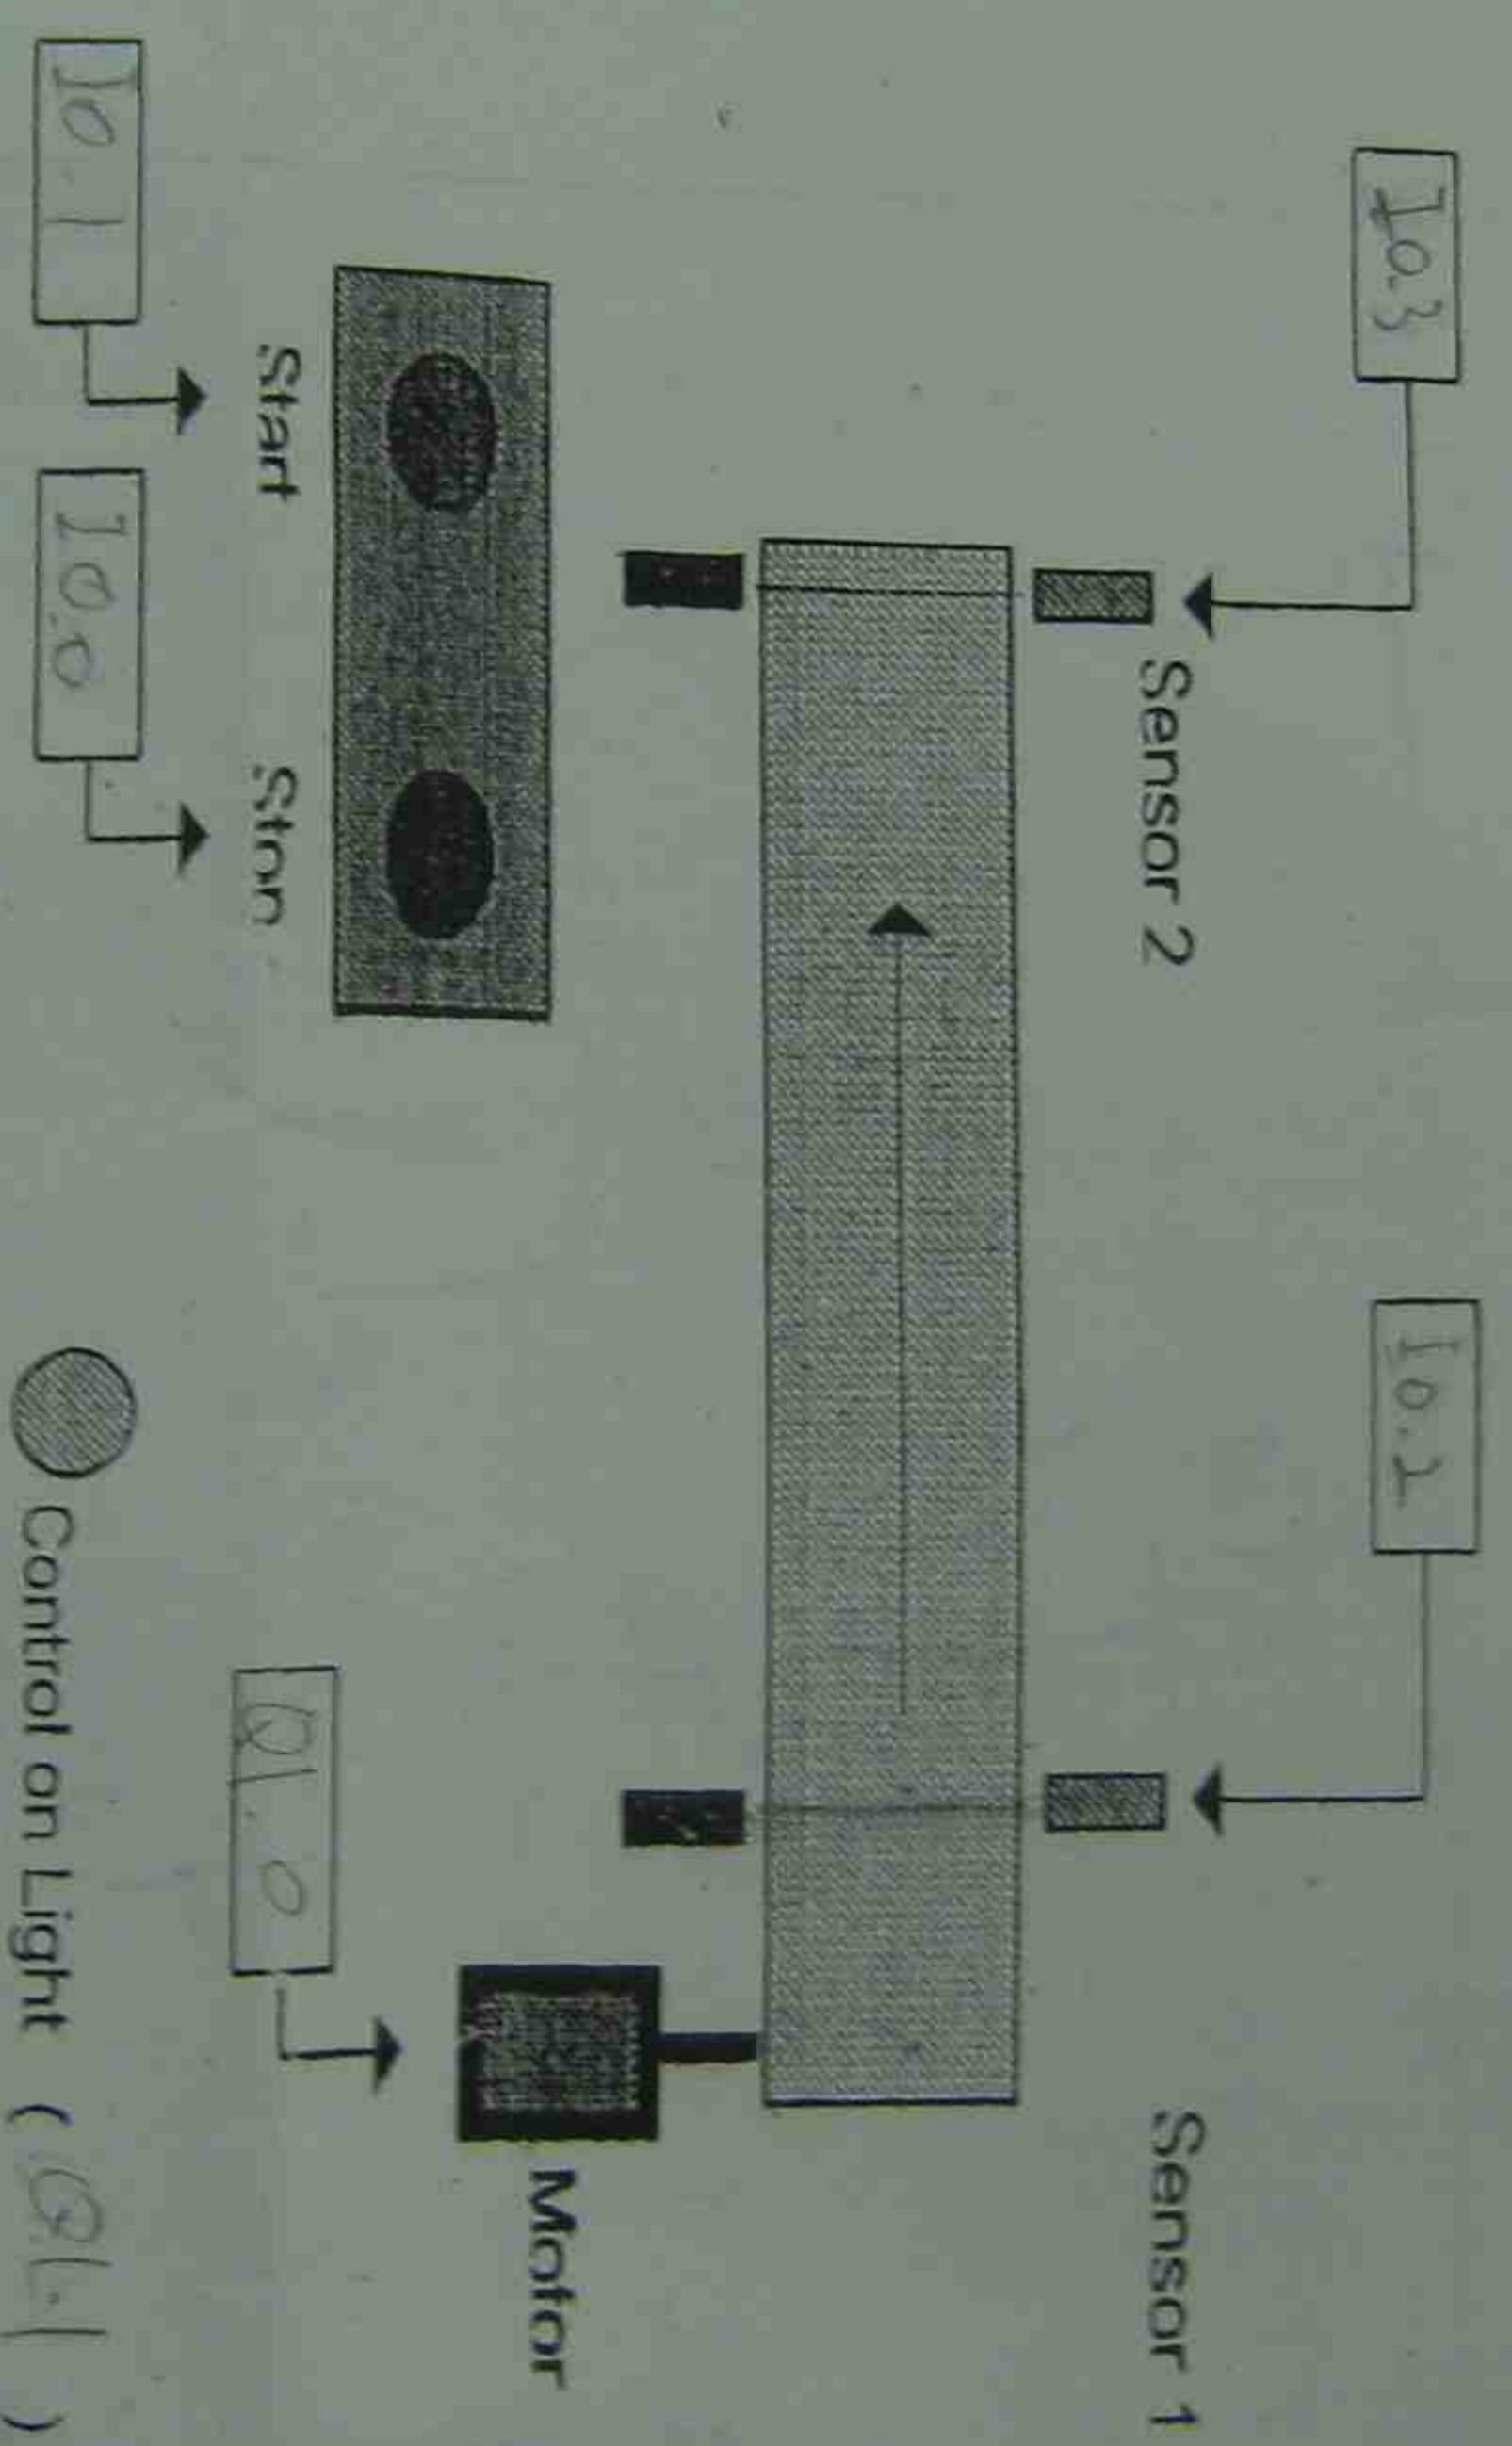 I0.3
I0.2
Sensor 2
Sensor 1
Motor
Start
Stop
Q1.0
I0.1
I0.0
Control on Light ( Q1.1 )